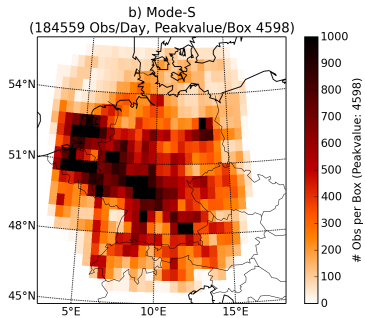 b) Mode-S
(184559 Obs/Day, Peakvalue/Box 4598)
54°N
51°N
48°N
45°N
5°E
10°E
15°E
1000
900
800
700
600
500
400
300
200
100
0
# Obs per Box (Peakvalue: 4598)